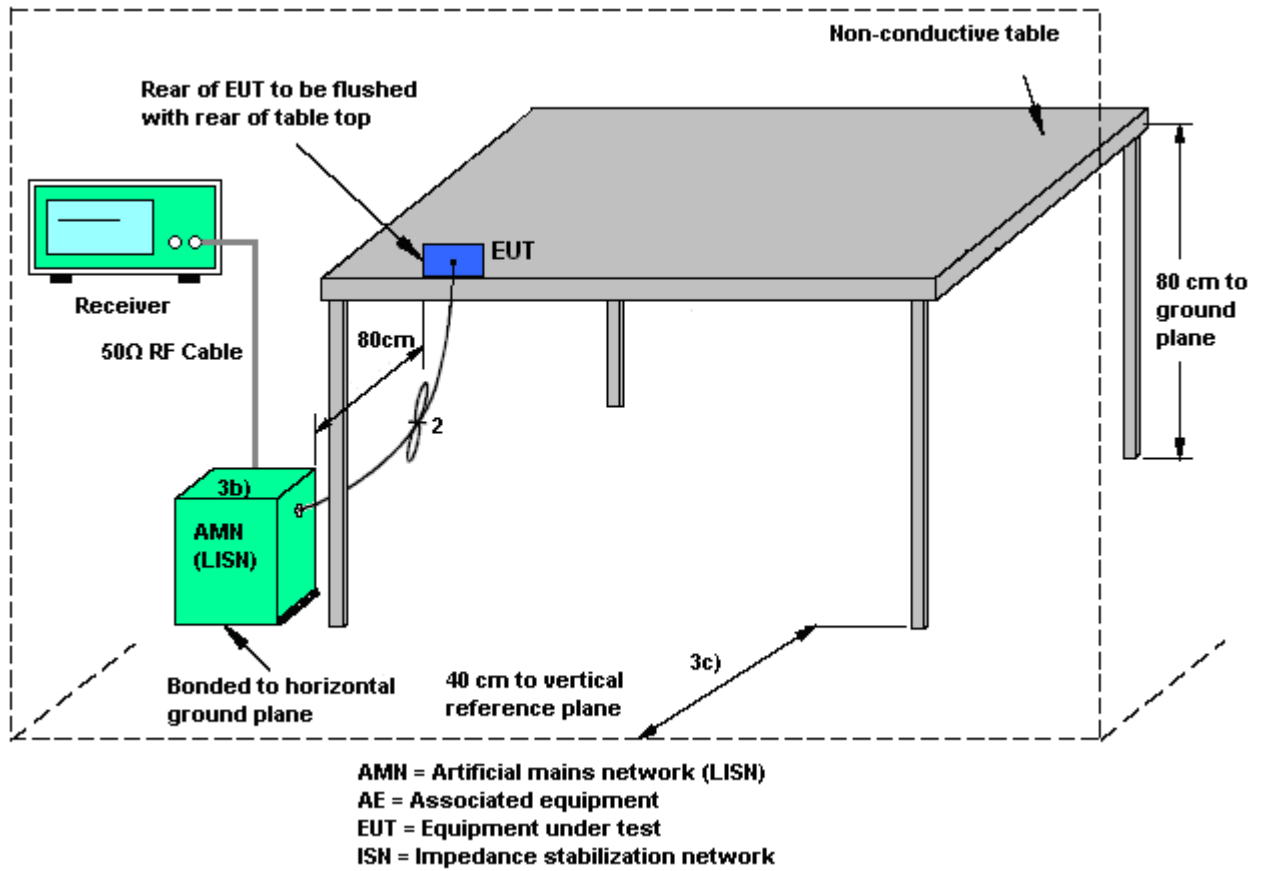 Non-conductive table
Rear of EUT to be flushed
with rear of table top
EUT
Receiver
50Ω RF Cable
80cm
80 cm to
ground
plane
2
3b)
AMN
(LISN)
3c)
Bonded to horizontal
ground plane
40 cm to vertical
reference plane
AMN = Artificial mains network (LISN)
AE = Associated equipment
EUT = Equipment under test
ISN = Impedance stabilization network